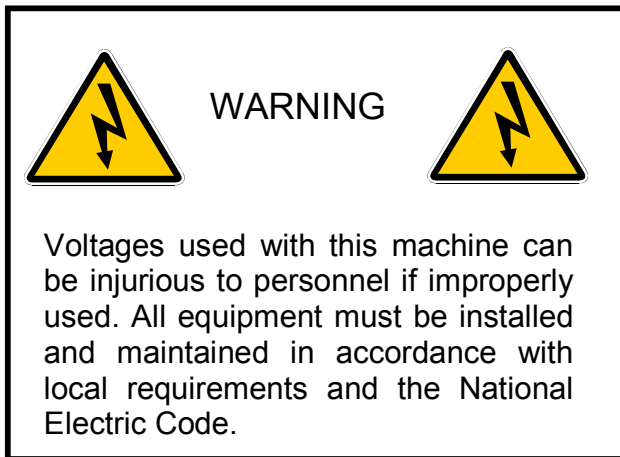 WARNING
Voltages used with this machine can
be injurious to personnel if improperly
used. All equipment must be installed
and maintained in accordance with
local requirements and the National
Electric Code.